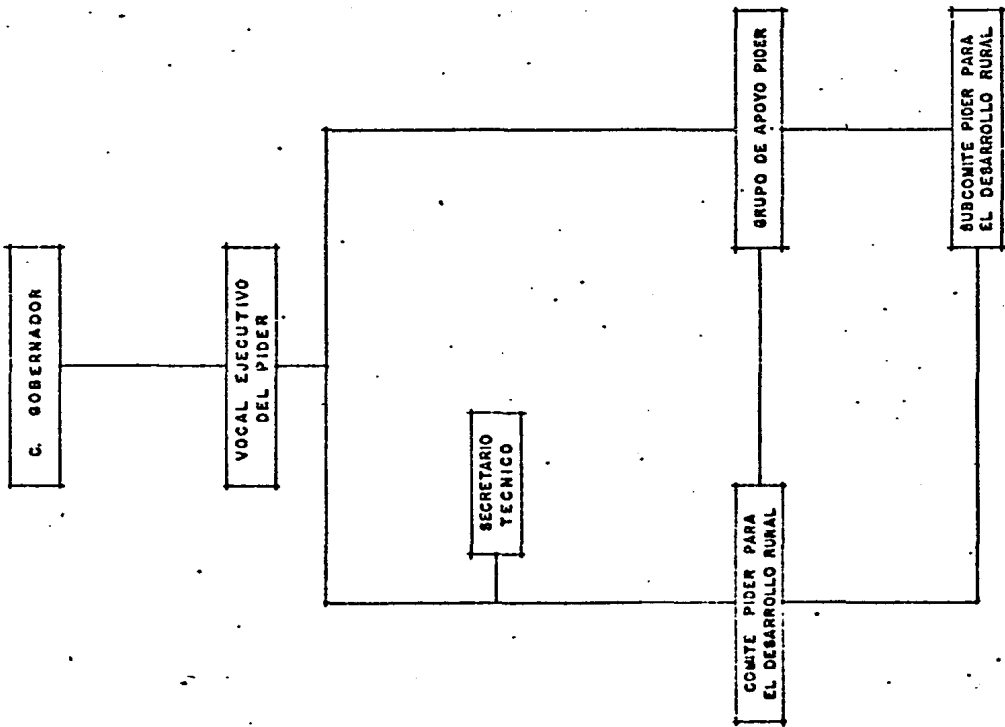 C. GOBERNADOR
VOCAL EJECUTIVO
DEL PIDER
SECRETARIO
TECNICO
COMITE PIDER PARA
EL DESARROLLO RURAL
GRUPO DE APOYO PIDER
SUBCOMITE PIDER PARA
EL DESARROLLO RURAL